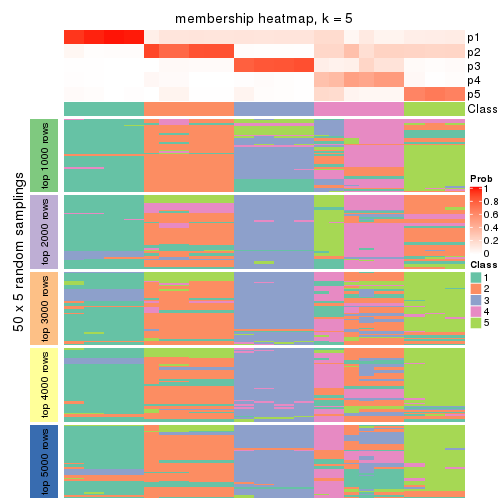 membership heatmap, k = 5
p1
p2
p3
p4
p5
Class
50 x 5 random samplings
top 1000 rows
top 2000 rows
top 3000 rows
top 4000 rows
top 5000 rows
Prob
1
0.8
0.6
0.4
0.2
0
Class
1
2
3
4
5